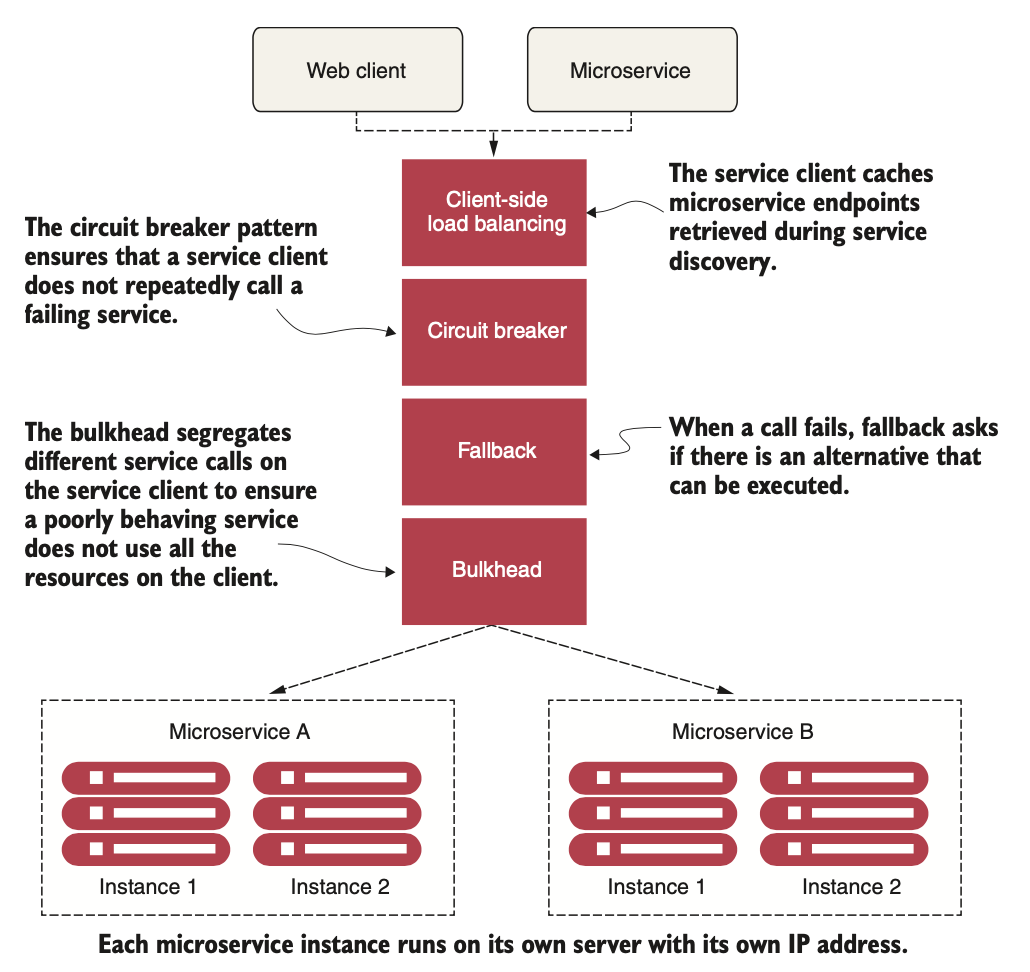 Web client
Microservice
Client-side
load balancing
The service client caches
microservice endpoints
retrieved during service
discovery.
The circuit breaker pattern
ensures that a service client
does not repeatedly call a
failing service.
Circuit breaker
Fallback
When a call fails, fallback asks
if there is an alternative that
can be executed.
The bulkhead segregates
different service calls on
the service client to ensure
a poorly behaving service
does not use all the
resources on the client.
Bulkhead
Microservice A
Instance 1
Instance 2
Microservice B
Instance 1
Instance 2
Each microservice instance runs on its own server with its own IP address.